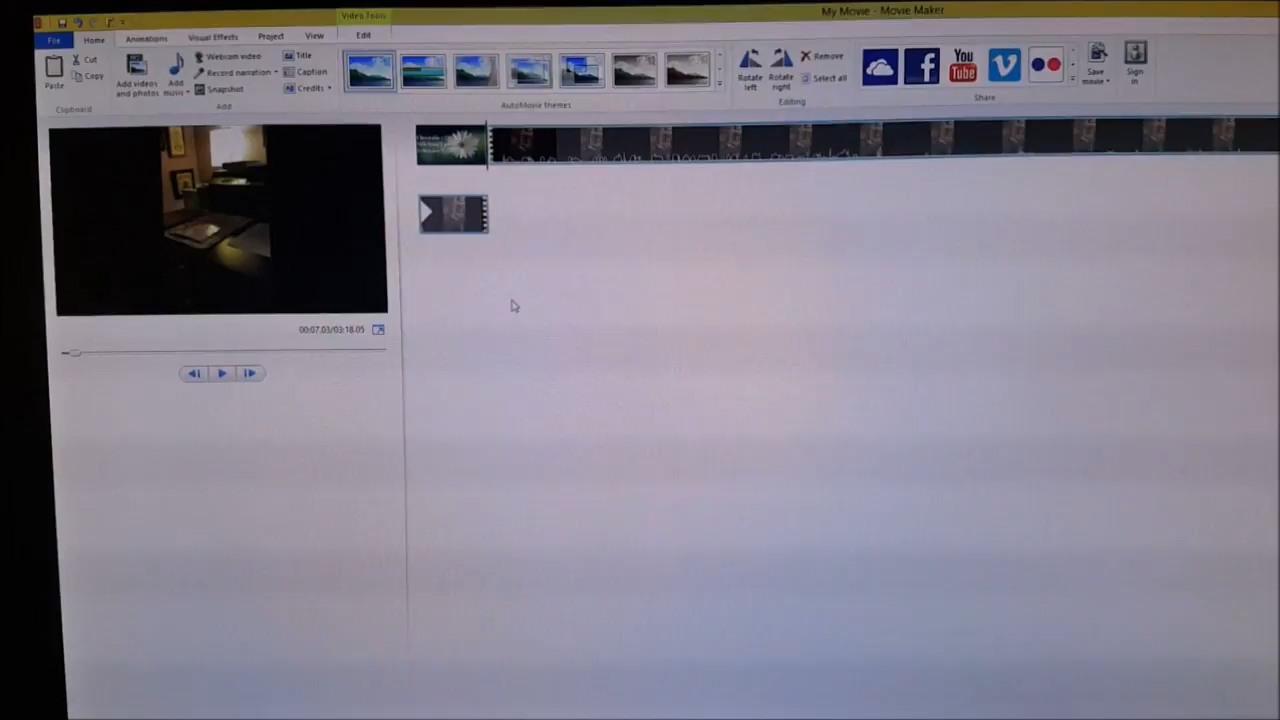 Video Tools
My Movie - Movie Maker
File Home Animations Visual Effects Project View Edit
Paste
Cut
Copy
Clipboard
Add videos
and photos
Add
music
Webcam video
Record narration
Snapshot
Add
Title
Caption
Credits
AutoMovie themes
Rotate
left
Rotate
right
Remove
Select all
Editing
You
Tube
Share
Save
movie
Sign
in
00:07.03/03:18.05